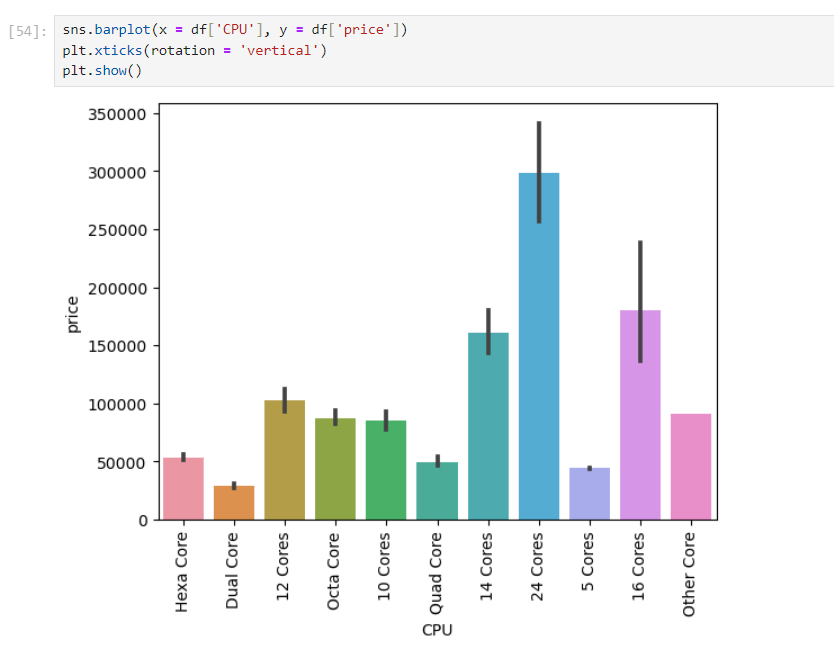 [54]:
sns.barplot(x = df['CPU'], y = df['price'])
plt.xticks(rotation = 'vertical')
plt.show()
350000
300000
250000
200000
150000
100000
50000
0
price
Hexa Core
Dual Core
12 Cores
Octa Core
10 Cores
Quad Core
14 Cores
24 Cores
5 Cores
16 Cores
Other Core
CPU